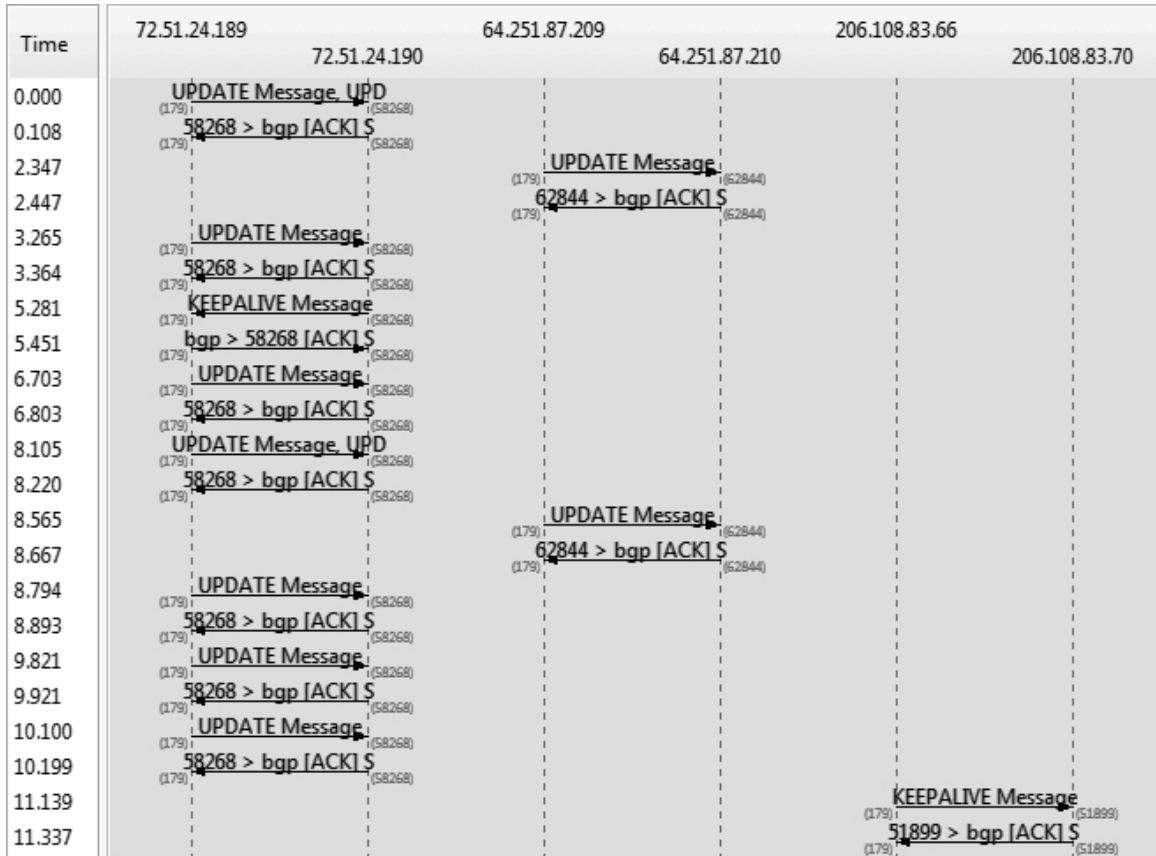 72.51.24.189 64.251.87.209 206.108.83.66
Time 72.51.24.190 64.251.87.210 206.108.83.70
0.000 UPDATE Message, UPD
(179) (58268)
0.108 58268 > bgp [ACK] S
(179) (58268)
2.347 UPDATE Message
(179) (62844)
2.447 62844 > bgp [ACK] S
(179) (62844)
3.265 UPDATE Message
(179) (58268)
3.364 58268 > bgp [ACK] S
(179) (58268)
5.281 KEEPALIVE Message
(179) (58268)
5.451 bgp > 58268 [ACK] S
(179) (58268)
6.703 UPDATE Message
(179) (58268)
6.803 58268 > bgp [ACK] S
(179) (58268)
8.105 UPDATE Message, UPD
(179) (58268)
8.220 58268 > bgp [ACK] S
(179) (58268)
8.565 UPDATE Message
(179) (62844)
8.667 62844 > bgp [ACK] S
(179) (62844)
8.794 UPDATE Message
(179) (58268)
8.893 58268 > bgp [ACK] S
(179) (58268)
9.821 UPDATE Message
(179) (58268)
9.921 58268 > bgp [ACK] S
(179) (58268)
10.100 UPDATE Message
(179) (58268)
10.199 58268 > bgp [ACK] S
(179) (58268)
11.139 KEEPALIVE Message
(179) (51899)
11.337 51899 > bgp [ACK] S
(179) (51899)